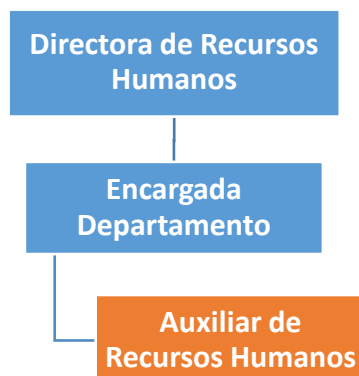 Directora de Recursos
Humanos
Encargada
Departamento
Auxiliar de
Recursos Humanos